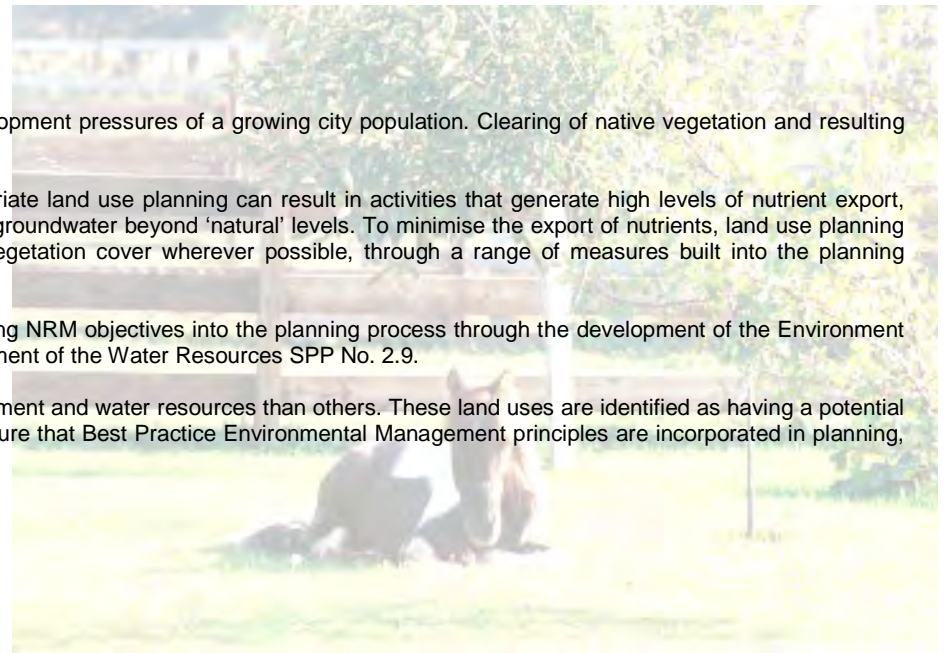 opment pressures of a growing city population. Clearing of native vegetation and resulting
riate land use planning can result in activities that generate high levels of nutrient export,
groundwater beyond ‘natural’ levels. To minimise the export of nutrients, land use planning
egetation cover wherever possible, through a range of measures built into the planning
ng NRM objectives into the planning process through the development of the Environment
ment of the Water Resources SPP No. 2.9.
ment and water resources than others. These land uses are identified as having a potential
ure that Best Practice Environmental Management principles are incorporated in planning,